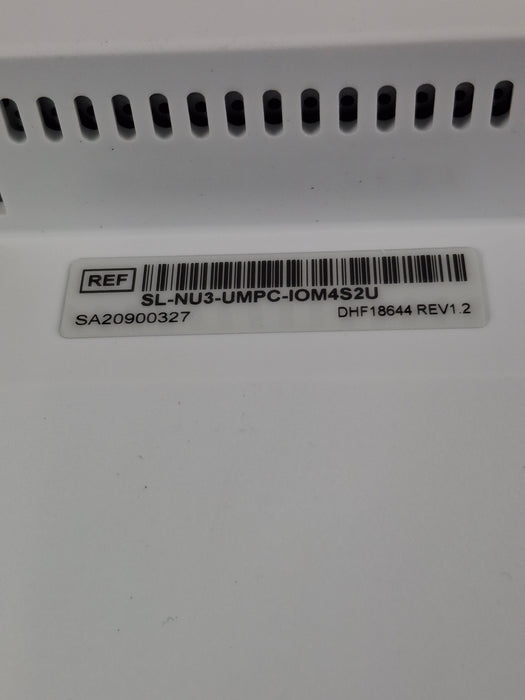 REF
SL-NU3-UMPC-IOM4S2U
SA20900327 DHF18644 REV1.2